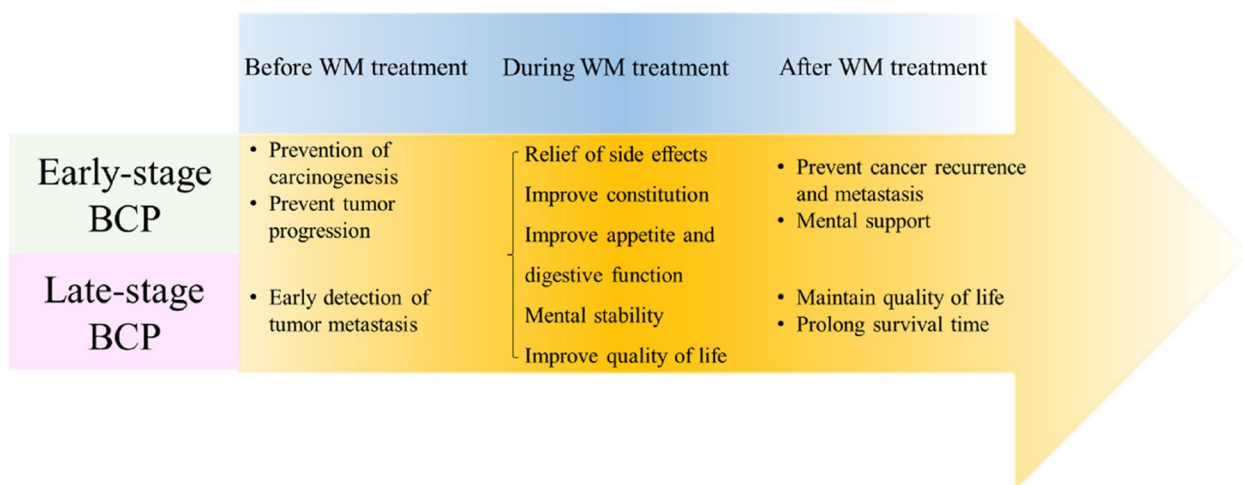 Before WM treatment
During WM treatment
After WM treatment
Early-stage
BCP
• Prevention of
carcinogenesis
• Prevent tumor
progression
Relief of side effects
Improve constitution
Improve appetite and
digestive function
Mental stability
Improve quality of life
• Prevent cancer recurrence
and metastasis
• Mental support
Late-stage
BCP
• Early detection of
tumor metastasis
• Maintain quality of life
• Prolong survival time